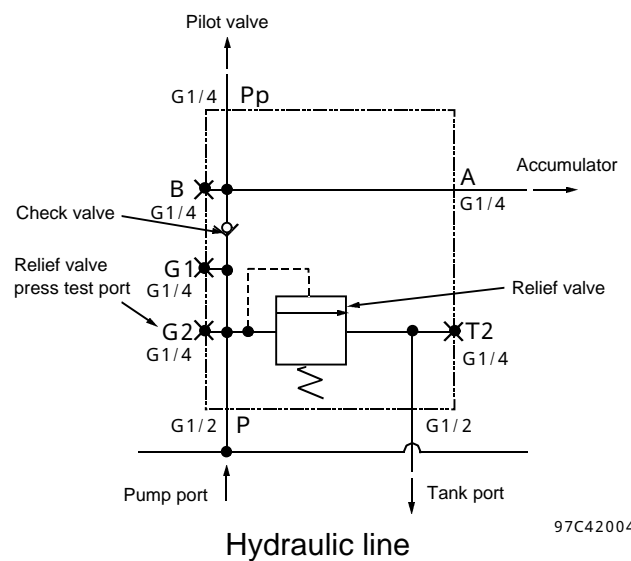 Pilot valve
G1/4 Pp
B
A
Accumulator
G1/4
G1/4
Check valve
G1
Relief valve
press test port
G1/4
Relief valve
G2
T2
G1/4
G1/4
G1/2 P
G1/2
Pump port
Tank port
97C42004
Hydraulic line